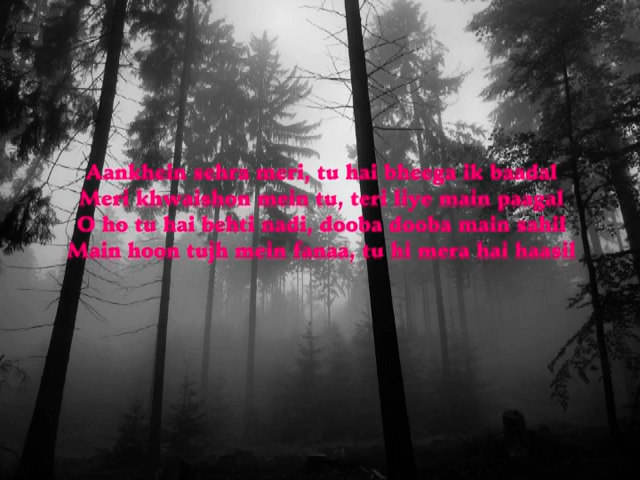 Aankhein sehra meri, tu hai bheega ik baadal
Meri khwaishon mein tu, teri liye main paagal
O ho tu hai behti nadi, dooba dooba main sahil
Main hoon tujh mein fanaa, tu hi mera hai haasil